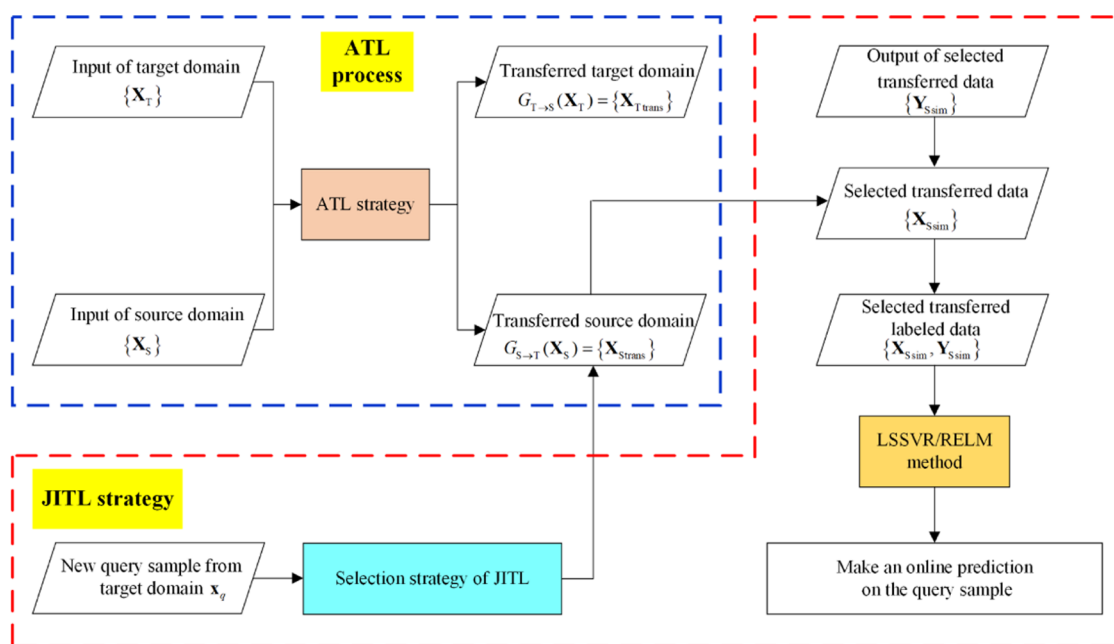 Input of target domain
{X_T}
ATL
process
Transferred target domain
G_{T→S}(X_T) = {X_{T trans}}
ATL strategy
Input of source domain
{X_S}
Transferred source domain
G_{S→T}(X_S) = {X_{Strans}}
Output of selected
transferred data
{Y_{Ssim}}
Selected transferred data
{X_{Ssim}}
Selected transferred
labeled data
{X_{Ssim}, Y_{Ssim}}
LSSVR/RELM
method
Make an online prediction
on the query sample
JITL strategy
New query sample from
target domain x_q
Selection strategy of JITL